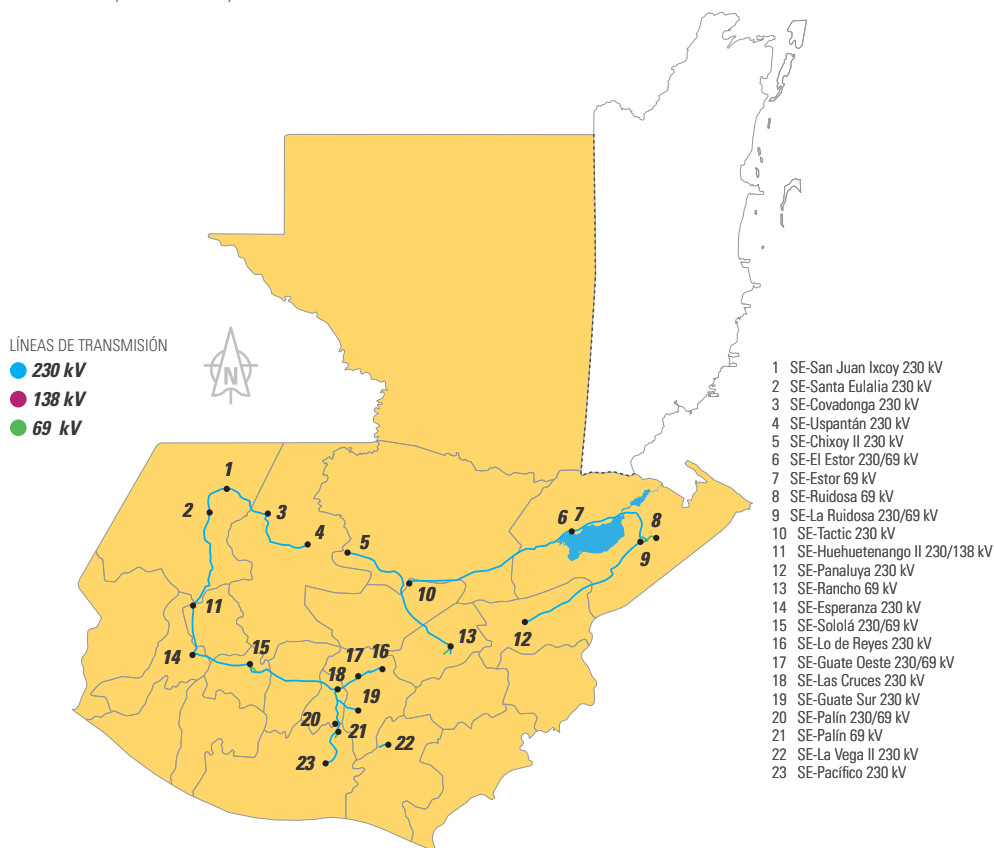 LÍNEAS DE TRANSMISIÓN
230 kV
138 kV
69 kV
N
1 SE-San Juan Ixcoy 230 kV
2 SE-Santa Eulalia 230 kV
3 SE-Covadonga 230 kV
4 SE-Uspantán 230 kV
5 SE-Chixoy II 230 kV
6 SE-El Estor 230/69 kV
7 SE-Estor 69 kV
8 SE-Ruidosa 69 kV
9 SE-La Ruidosa 230/69 kV
10 SE-Tactic 230 kV
11 SE-Huehuetenango II 230/138 kV
12 SE-Panaluya 230 kV
13 SE-Rancho 69 kV
14 SE-Esperanza 230 kV
15 SE-Sololá 230/69 kV
16 SE-Lo de Reyes 230 kV
17 SE-Guate Oeste 230/69 kV
18 SE-Las Cruces 230 kV
19 SE-Guate Sur 230 kV
20 SE-Palín 230/69 kV
21 SE-Palín 69 kV
22 SE-La Vega II 230 kV
23 SE-Pacífico 230 kV
1
2
3
4
5
6 7
8
9
10
11
12
13
14
15
16
17
18
19
20
21
22
23